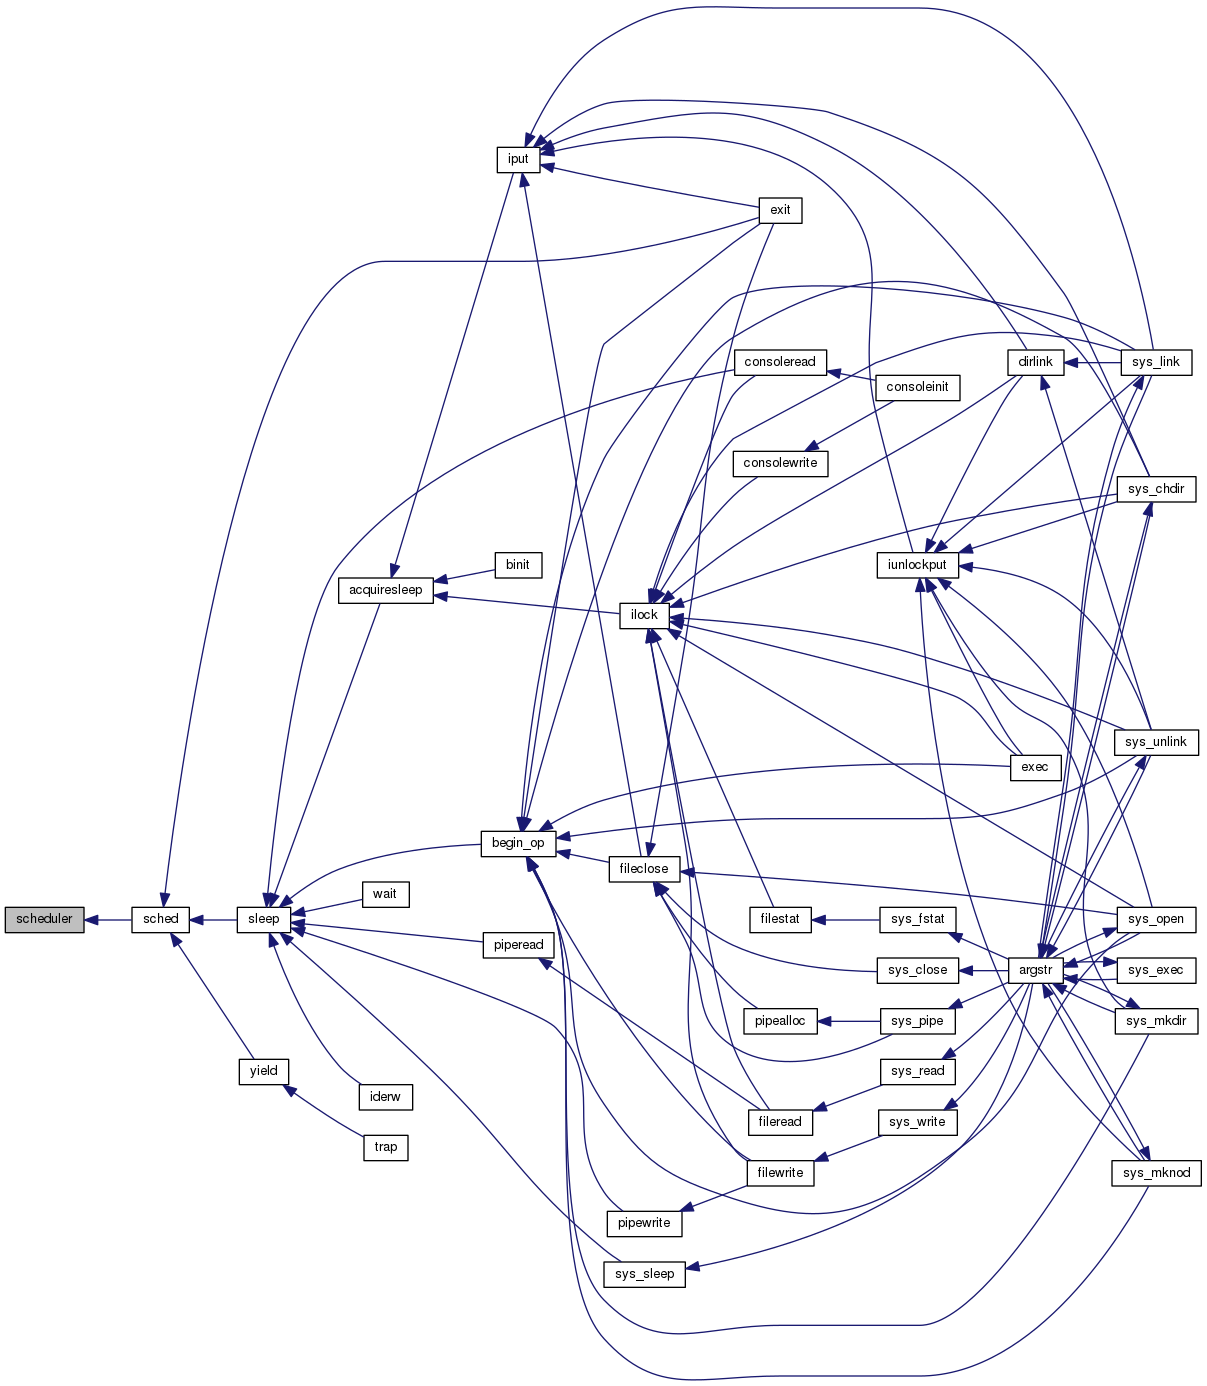 iput
exit
consoleread
dirlink
sys_link
consoleinit
consolewrite
sys_chdir
binit
iunlockput
acquiresleep
ilock
sys_unlink
exec
begin_op
fileclose
wait
scheduler
sched
sleep
filestat
sys_fstat
sys_open
piperead
sys_close
argstr
sys_exec
pipealloc
sys_pipe
sys_mkdir
yield
sys_read
iderw
fileread
sys_write
trap
filewrite
sys_mknod
pipewrite
sys_sleep